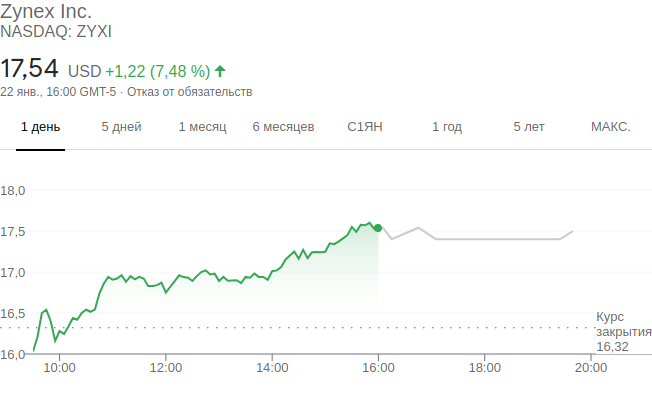 Zynex Inc.
NASDAQ: ZYXI
17,54 USD +1,22 (7,48 %)
22 янв., 16:00 GMT-5 · Отказ от обязательств
1 день 5 дней 1 месяц 6 месяцев С1ЯН 1 год 5 лет МАКС.
18,0
17,5
17,0
16,5
16,0
Курс
закрытия
16,32
10:00 12:00 14:00 16:00 18:00 20:00